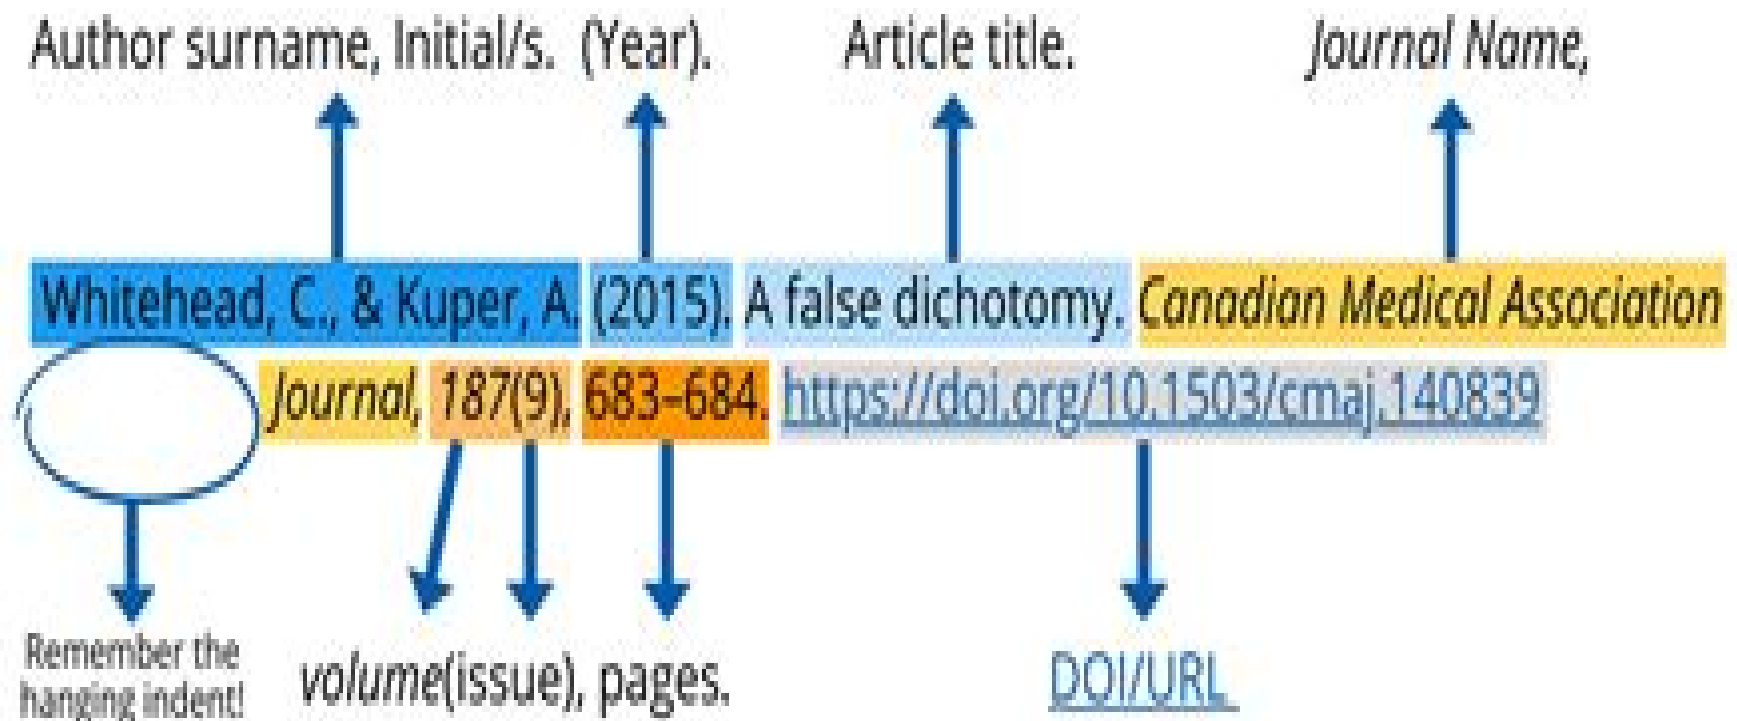 Author surname, Initial/s. (Year). Article title. Journal Name,
Whitehead, C., & Kuper, A. (2015). A false dichotomy. Canadian Medical Association
Journal, 187(9), 683–684. https://doi.org/10.1503/cmaj.140839
Remember the
hanging indent!
volume(issue), pages.
DOI/URL